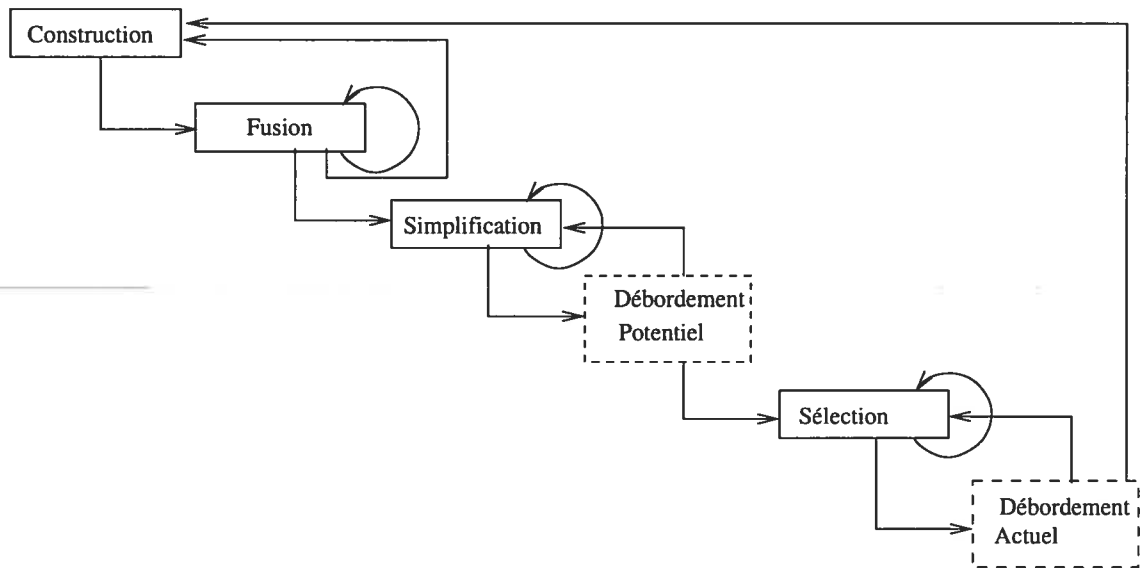 Construction
Fusion
Simplification
Débordement
Potentiel
Sélection
Débordement
Actuel